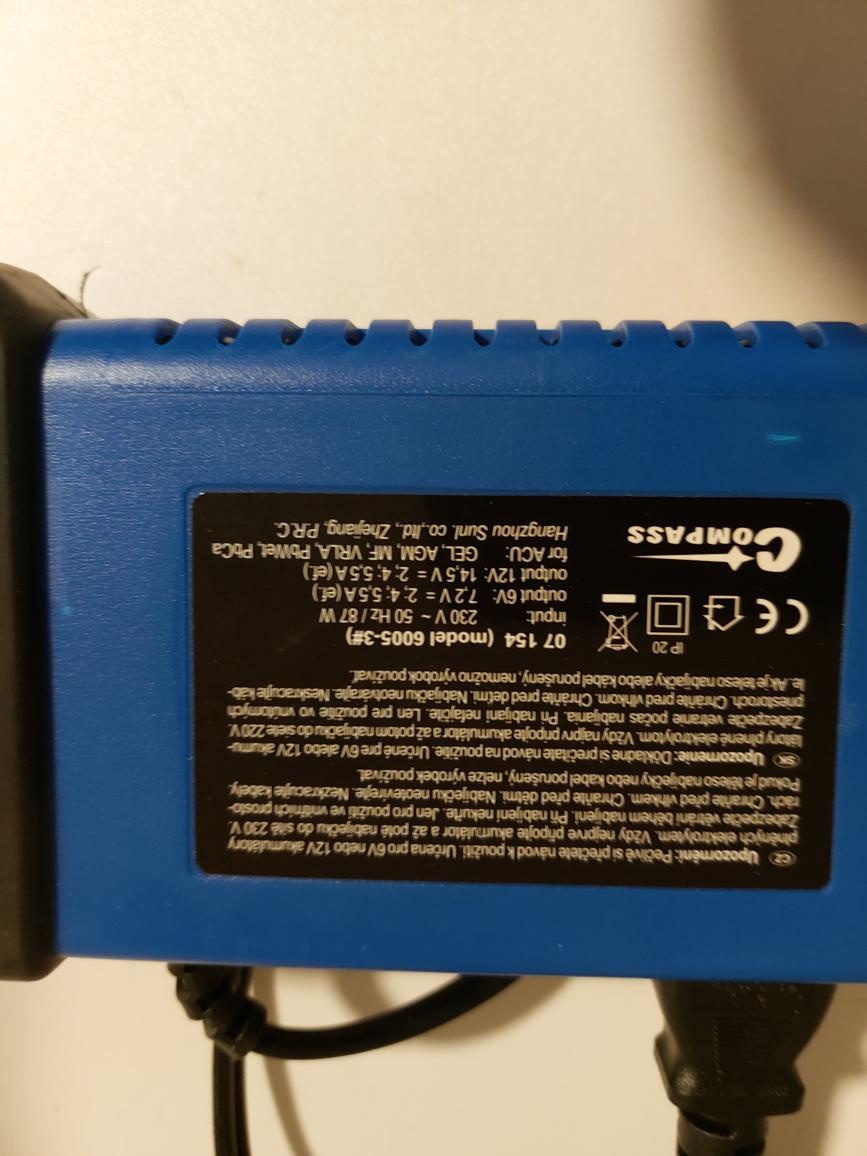 CZ Upozornění: Pečlivě si přečtěte návod k použití. Určena pro 6V nebo 12V akumulátory
plněných elektrolytem. Vždy nejprve akumulátor připojte a až poté nabíječku do sítě 230 V.
Zabezpečte větrání během nabíjení. Při nabíjení nekuřte. Jen pro použití ve vnitřních prosto-
rách. Chraňte před vlhkem. Chraňte před dětmi. Nabíječku neotevírejte. Nezkracujte kabely.
Pokud je těleso nabíječky nebo kabel porušený, nelze výrobek používat.
SK Upozornenie: Dôkladne si prečítajte návod na použitie. Určené pre 6V alebo 12V akumu-
látory plnené elektrolytom. Vždy najprv akumulátor pripojte a až potom nabíjačku do siete 220 V.
Zabezpečte vetranie počas nabíjania. Pri nabíjaní nefajčite. Len pre použitie vo vnútorných
priestoroch. Chráňte pred vlhkom. Chráňte pred deťmi. Nabíjačku neotvárajte. Neskracujte káb-
le. Ak je teleso nabíjačky alebo kábel porušený, nemožno výrobok používať.
07 154 (model 6005-3#)
input: 230 V ~ 50 Hz / 87 W
output 6V: 7,2 V = 2; 4; 5,5 A (ef.)
output 12V: 14,5 V = 2; 4; 5,5 A (ef.)
for ACU: GEL, AGM, MF, VRLA, PbWet, PbCa
Hangzhou Sunl. co.,ltd., Zhejiang, P.R.C.
IP 20
CE
COMPASS